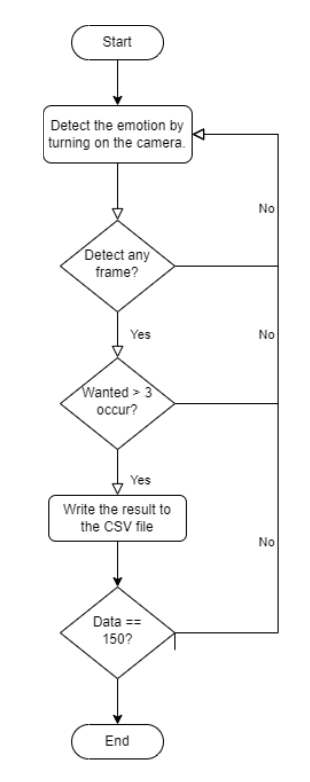 Start
Detect the emotion by
turning on the camera.
No
Detect any
frame?
Yes
No
Wanted > 3
occur?
Yes
Write the result to
the CSV file
No
Data ==
150?
End